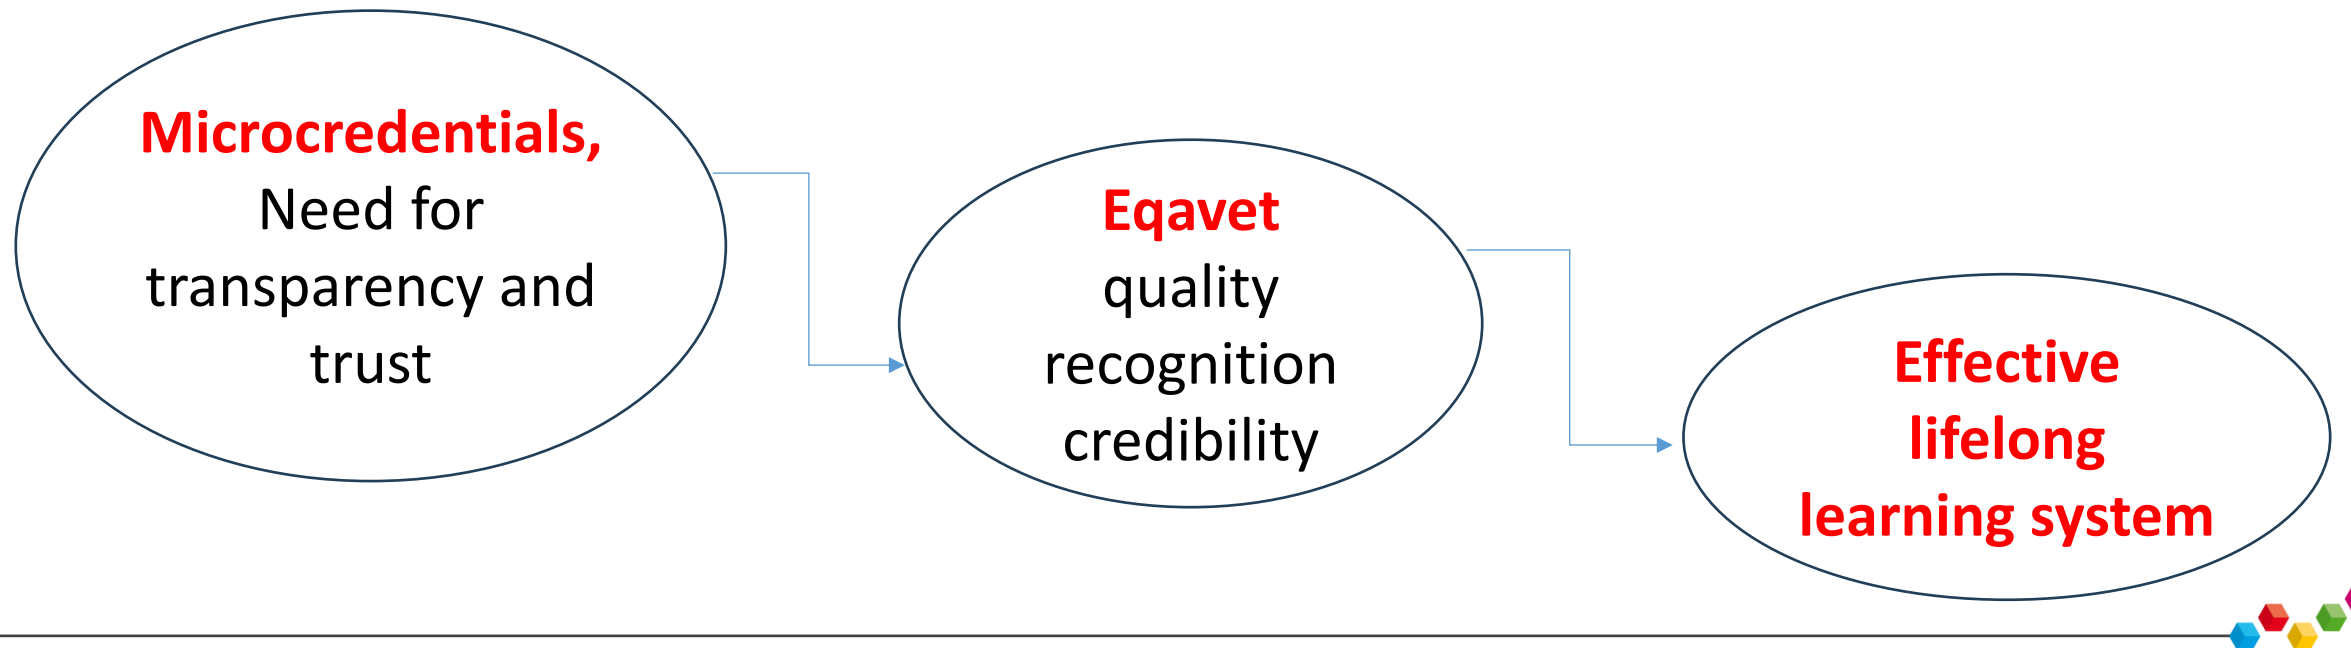 Microcredentials,
Need for
transparency and
trust
Eqavet
quality
recognition
credibility
Effective
lifelong
learning system